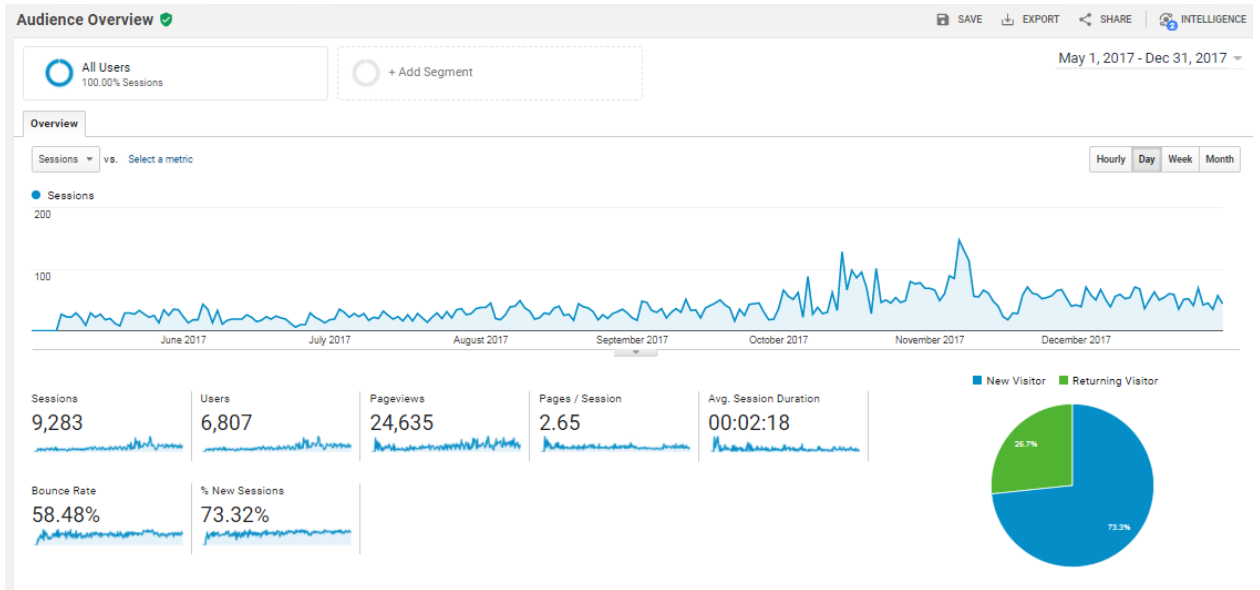 Audience Overview
SAVE EXPORT SHARE INTELLIGENCE
2
All Users
100.00% Sessions
+ Add Segment
May 1, 2017 - Dec 31, 2017
Overview
Sessions vs. Select a metric
Hourly Day Week Month
Sessions
200
100
June 2017 July 2017 August 2017 September 2017 October 2017 November 2017 December 2017
New Visitor Returning Visitor
Sessions
9,283
Users
6,807
Pageviews
24,635
Pages / Session
2.65
Avg. Session Duration
00:02:18
Bounce Rate
58.48%
% New Sessions
73.32%
26.7%
73.3%